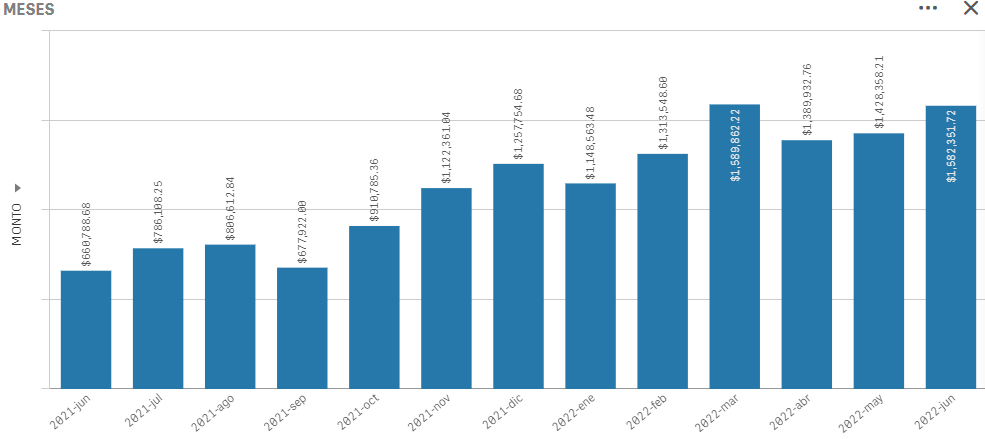 MESES
MONTO
$660,788.68
$786,108.25
$806,612.84
$677,922.00
$910,785.36
$1,122,361.04
$1,257,754.68
$1,148,563.48
$1,313,548.60
$1,589,862.22
$1,389,932.76
$1,428,358.21
$1,582,351.72
2021-jun
2021-jul
2021-ago
2021-sep
2021-oct
2021-nov
2021-dic
2022-ene
2022-feb
2022-mar
2022-abr
2022-may
2022-jun